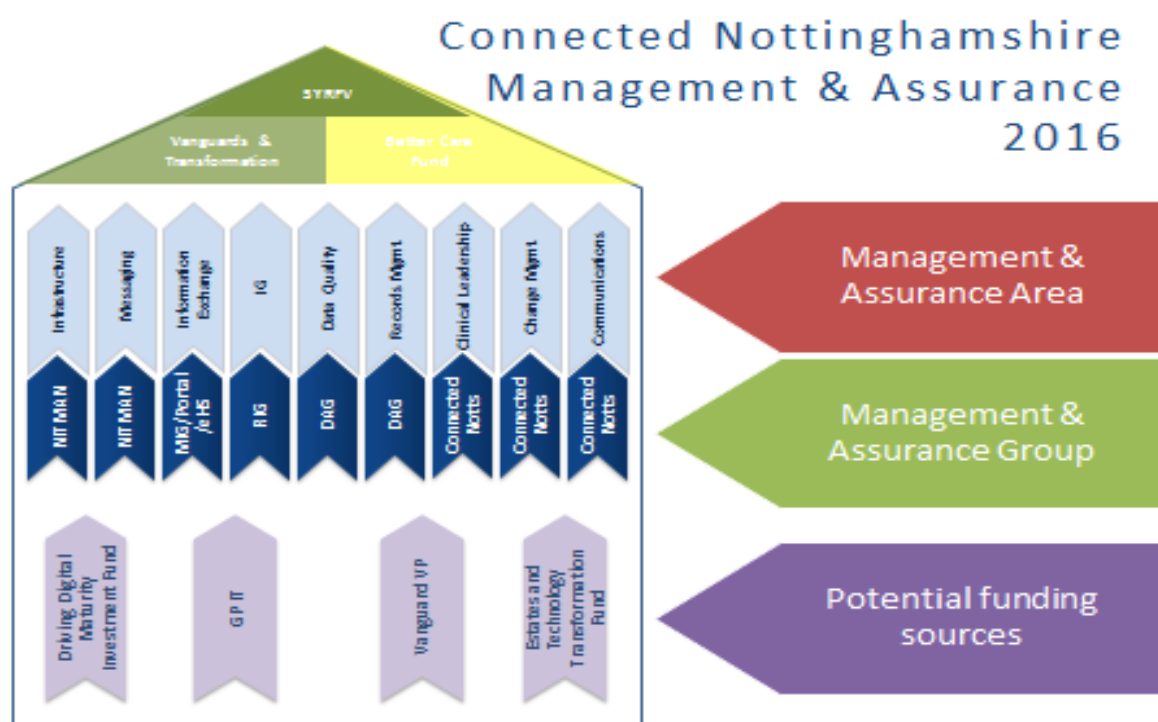 Connected Nottinghamshire
Management & Assurance
2016
5YRFV
Vanguards &
Transformation
Better Care
Fund
Infrastructure
Messaging
Information
Exchange
IG
Data Quality
Records Mgmt
Clinical Leadership
Change Mgmt
Communications
Management &
Assurance Area
NIT MAN
NIT MAN
MIG/Portal
/eHS
RIG
DAG
DAG
Connected
Notts
Connected
Notts
Connected
Notts
Management &
Assurance Group
Driving Digital
Maturity
Investment Fund
GP IT
Vanguard VP
Estates and
Technology
Transformation
Fund
Potential funding
sources